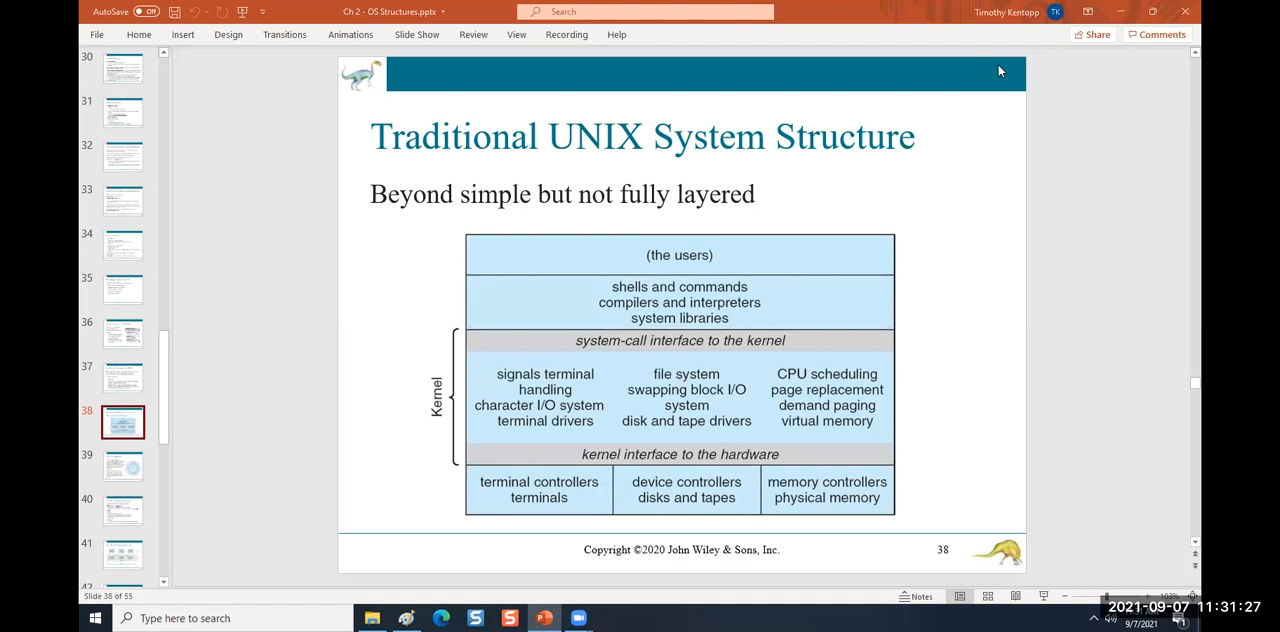 AutoSave Off Ch 2 - OS Structures.pptx Search Timothy Kentopp TK
File Home Insert Design Transitions Animations Slide Show Review View Recording Help Share Comments
30
31
32
33
34
35
36
37
38
39
40
41
42
Traditional UNIX System Structure
Beyond simple but not fully layered
(the users)
shells and commands
compilers and interpreters
system libraries
system-call interface to the kernel
Kernel
signals terminal
handling
character I/O system
terminal drivers
file system
swapping block I/O
system
disk and tape drivers
CPU scheduling
page replacement
demand paging
virtual memory
kernel interface to the hardware
terminal controllers
terminals
device controllers
disks and tapes
memory controllers
physical memory
Copyright ©2020 John Wiley & Sons, Inc. 38
Slide 38 of 55 Notes
Type here to search
2021-09-07 11:31:27
9/7/2021